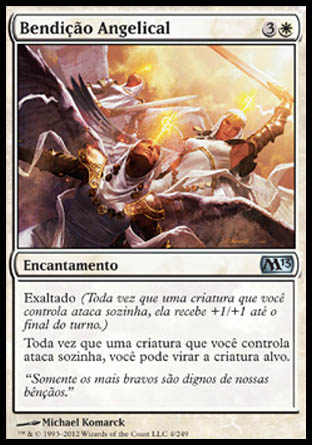 Bendição Angelical 3
Encantamento M13
Exaltado (Toda vez que uma criatura que você
controla ataca sozinha, ela recebe +1/+1 até o
final do turno.)
Toda vez que uma criatura que você controla
ataca sozinha, você pode virar a criatura alvo.
“Somente os mais bravos são dignos de nossas
bênçãos.”
Michael Komarck
™ & © 1993–2012 Wizards of the Coast LLC 4/249